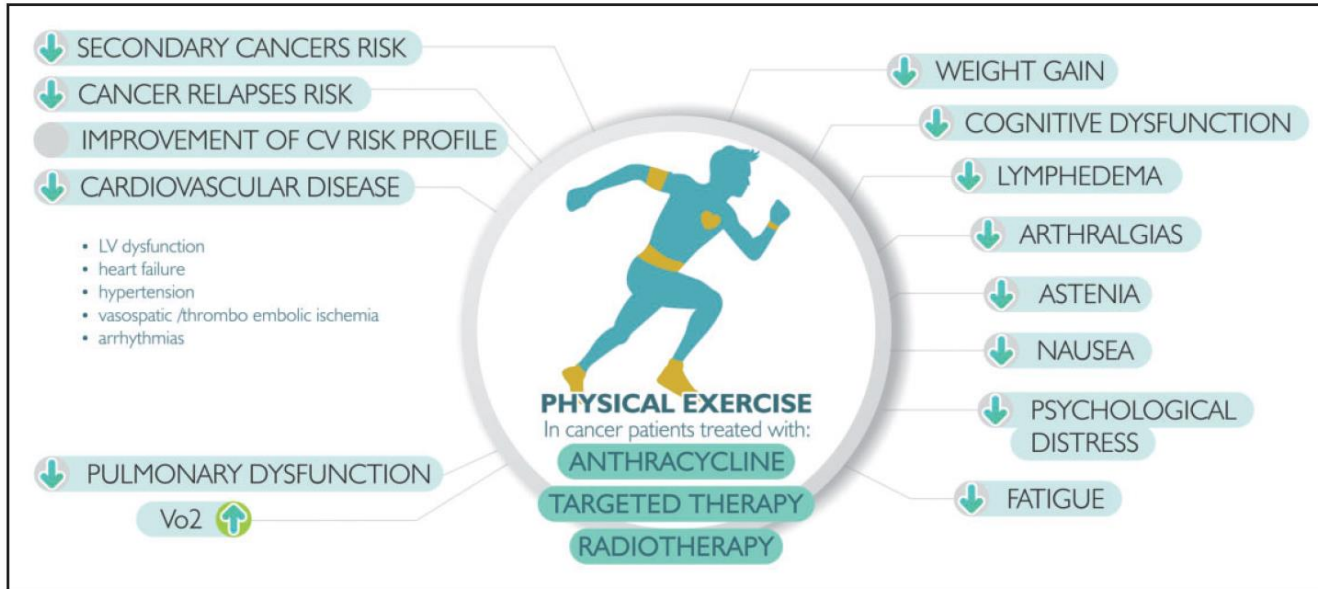 SECONDARY CANCERS RISK
CANCER RELAPSES RISK
IMPROVEMENT OF CV RISK PROFILE
CARDIOVASCULAR DISEASE
• LV dysfunction
• heart failure
• hypertension
• vasospatic /thrombo embolic ischemia
• arrhythmias
PULMONARY DYSFUNCTION
Vo2
PHYSICAL EXERCISE
In cancer patients treated with:
ANTHRACYCLINE
TARGETED THERAPY
RADIOTHERAPY
WEIGHT GAIN
COGNITIVE DYSFUNCTION
LYMPHEDEMA
ARTHRALGIAS
ASTENIA
NAUSEA
PSYCHOLOGICAL
DISTRESS
FATIGUE